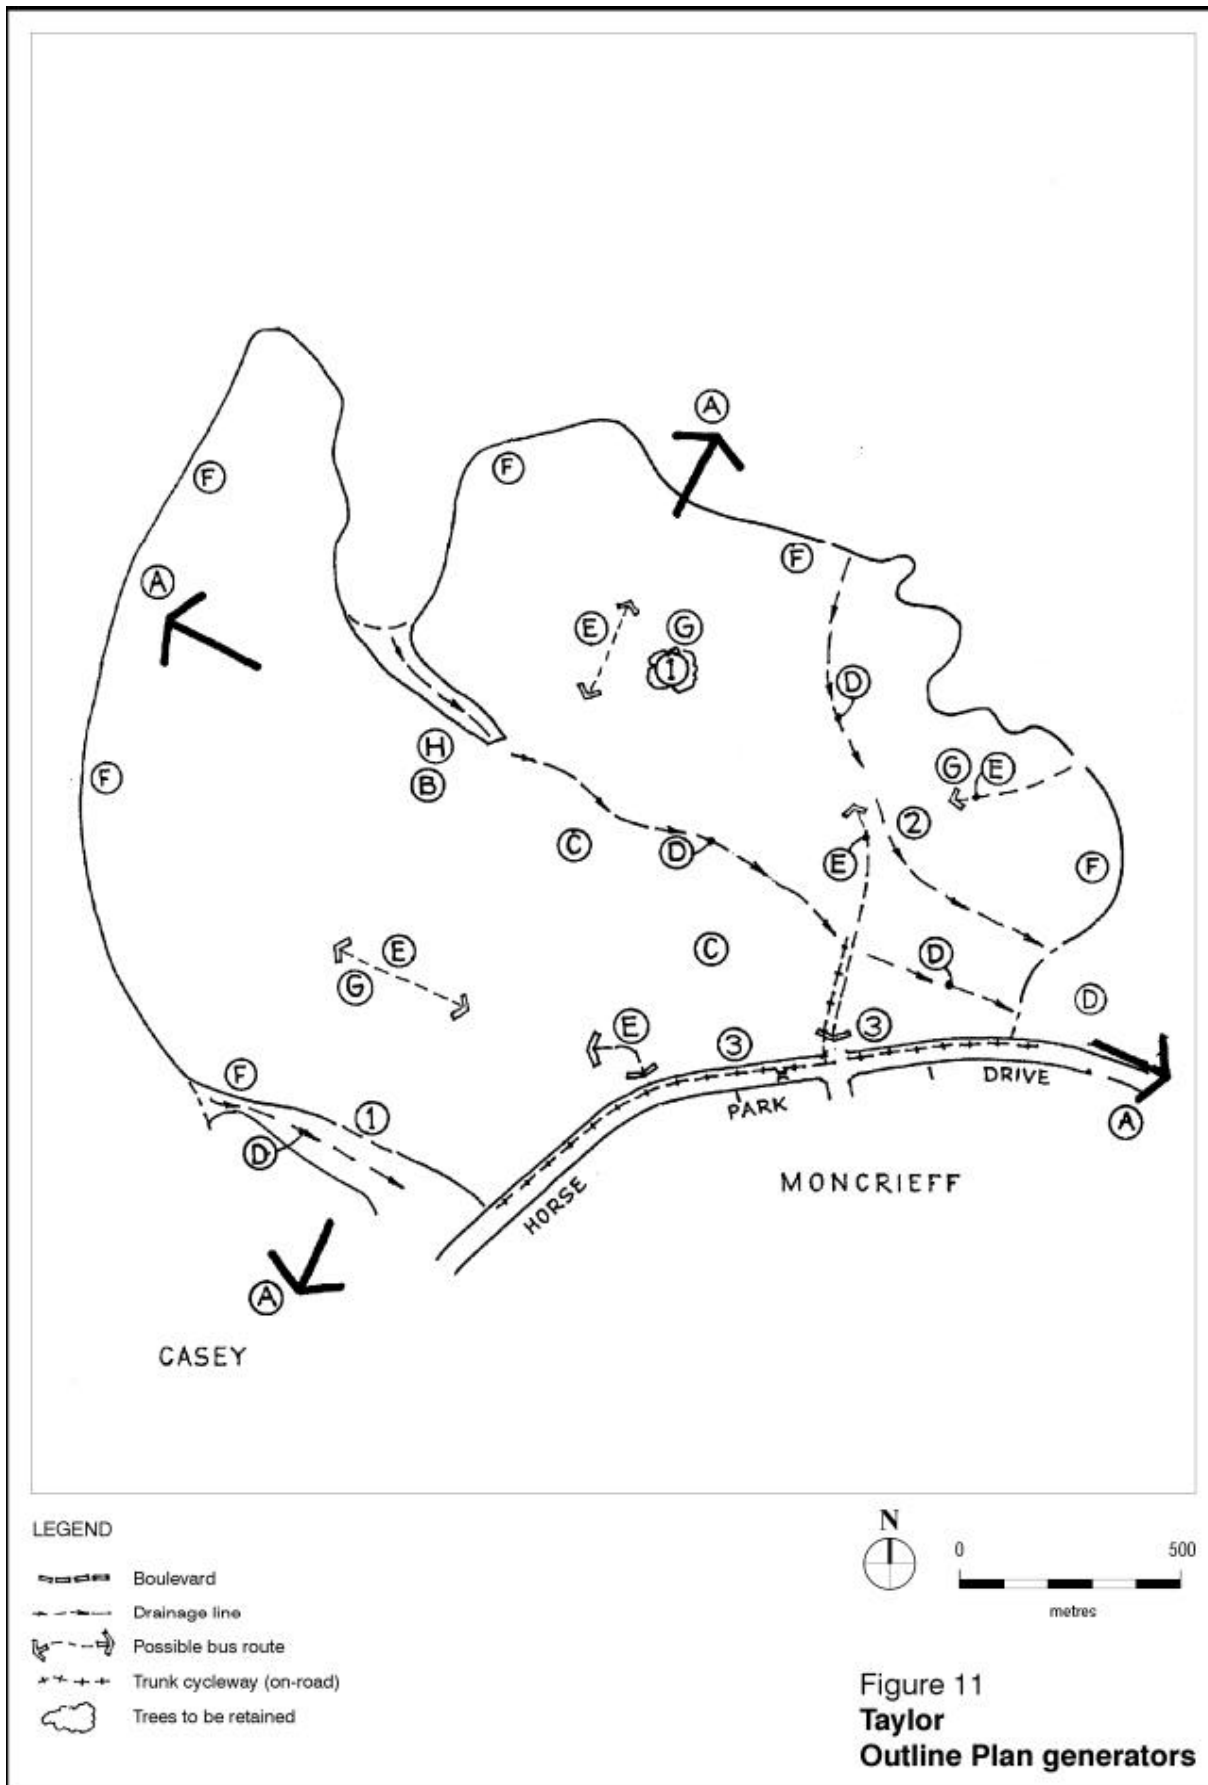 A
F
F
A
F
E
G
1
D
H
B
G
E
F
2
C
D
E
F
F
E
C
D
G
D
E
3
3
F
DRIVE
PARK
1
D
A
HORSE
MONCRIEFF
A
CASEY
LEGEND
Boulevard
Drainage line
Possible bus route
Trunk cycleway (on-road)
Trees to be retained
N
0 500
metres
Figure 11
Taylor
Outline Plan generators